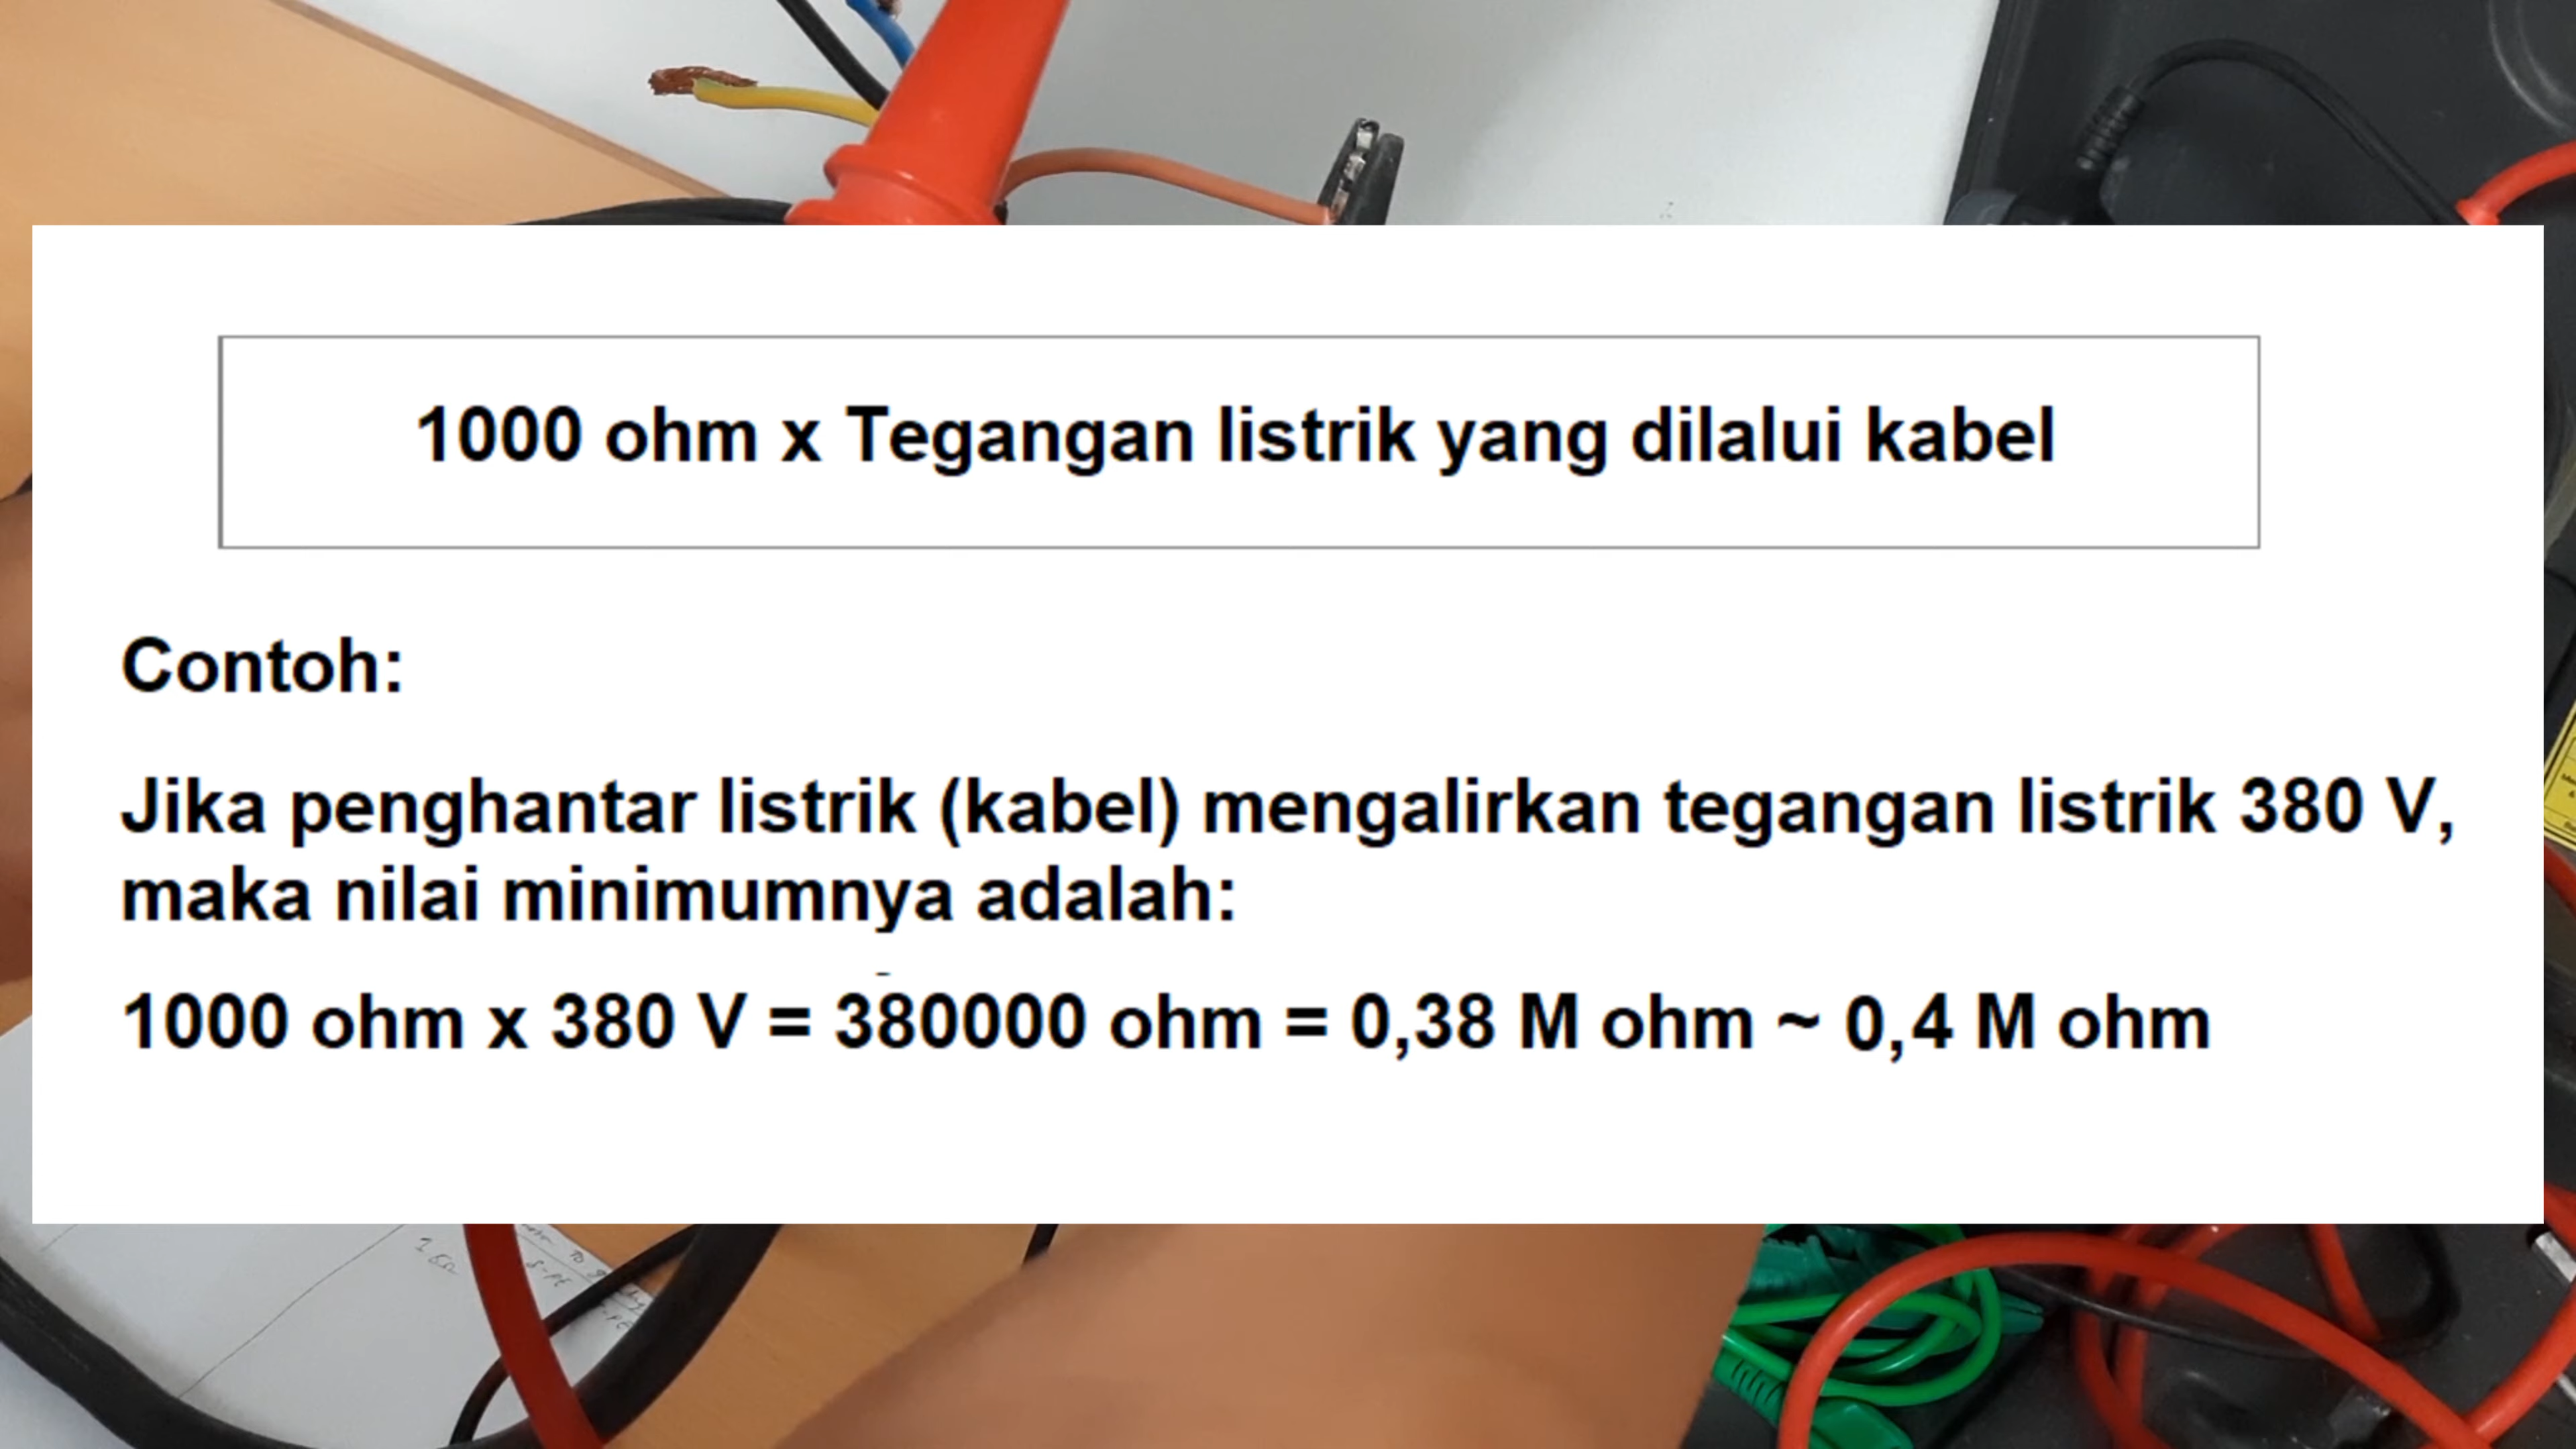 1000 ohm x Tegangan listrik yang dilalui kabel
Contoh:
Jika penghantar listrik (kabel) mengalirkan tegangan listrik 380 V,
maka nilai minimumnya adalah:
1000 ohm x 380 V = 380000 ohm = 0,38 M ohm ~ 0,4 M ohm